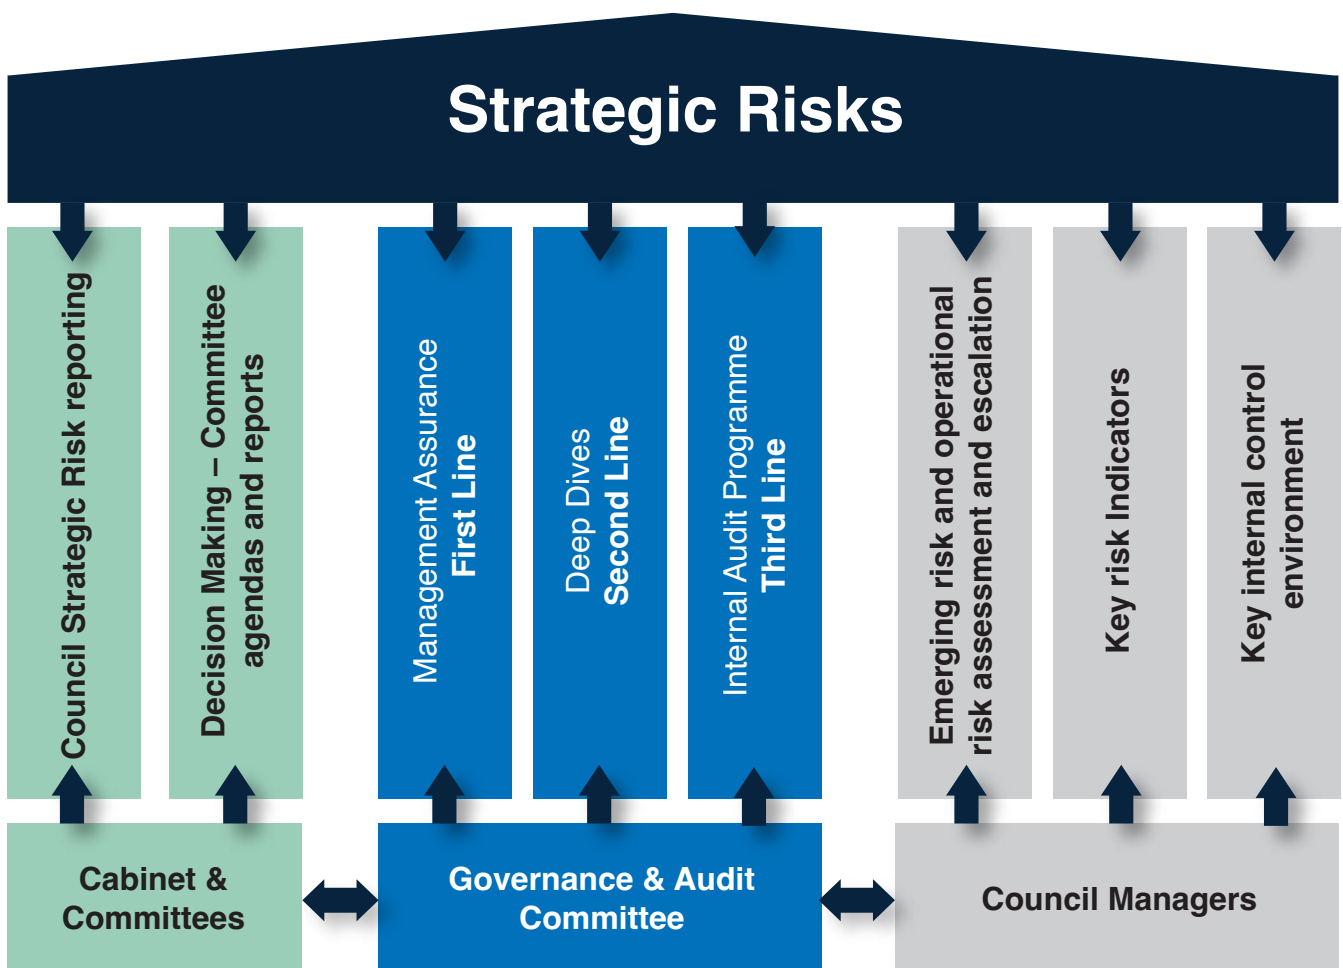 Strategic Risks
Council Strategic Risk reporting
Decision Making – Committee
agendas and reports
Management Assurance
First Line
Deep Dives
Second Line
Internal Audit Programme
Third Line
Emerging risk and operational
risk assessment and escalation
Key risk Indicators
Key internal control
environment
Cabinet &
Committees
Governance & Audit
Committee
Council Managers